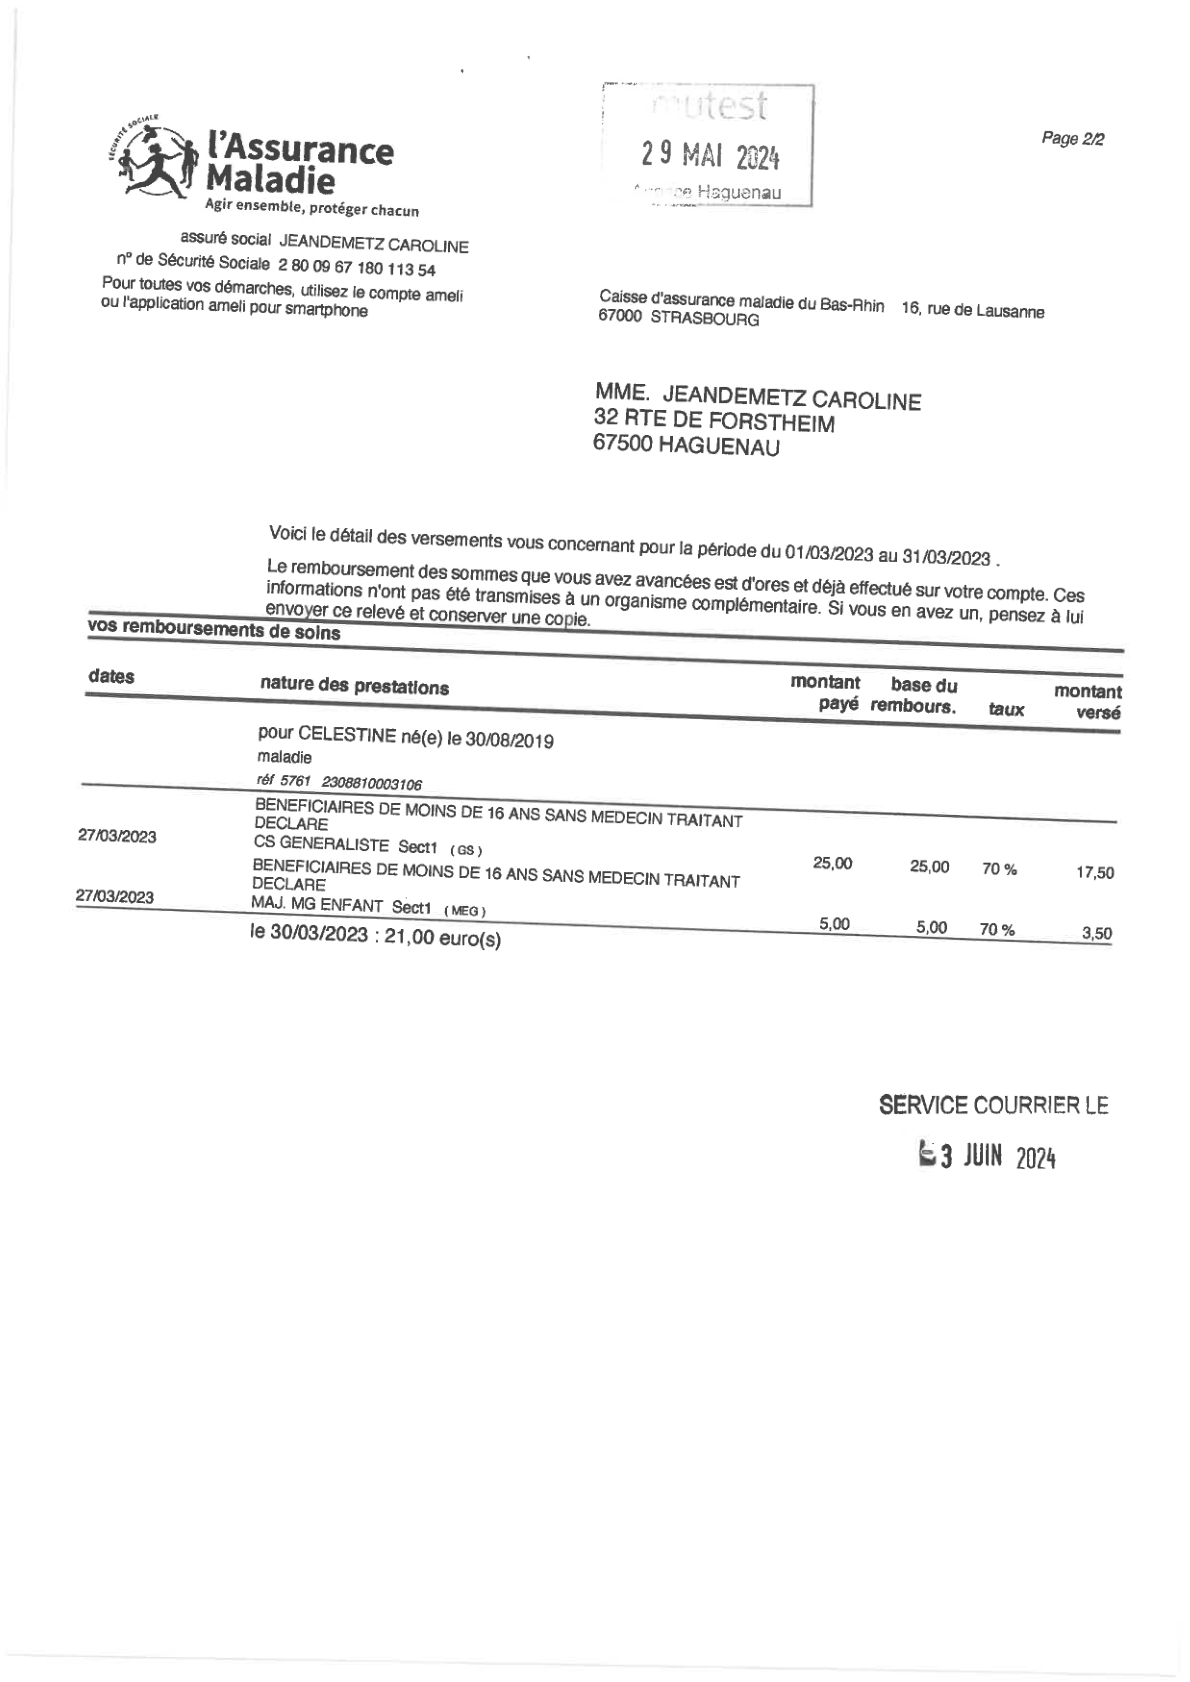 mutest
29 MAI 2024
Haguenau
Page 2/2
SÉCURITÉ SOCIALE
l'Assurance
Maladie
Agir ensemble, protéger chacun
assuré social JEANDEMETZ CAROLINE
n° de Sécurité Sociale 2 80 09 67 180 113 54
Pour toutes vos démarches, utilisez le compte ameli
ou l'application ameli pour smartphone
Caisse d'assurance maladie du Bas-Rhin 16, rue de Lausanne
67000 STRASBOURG
MME. JEANDEMETZ CAROLINE
32 RTE DE FORSTHEIM
67500 HAGUENAU
Voici le détail des versements vous concernant pour la période du 01/03/2023 au 31/03/2023 .
Le remboursement des sommes que vous avez avancées est d'ores et déjà effectué sur votre compte. Ces
informations n'ont pas été transmises à un organisme complémentaire. Si vous en avez un, pensez à lui
envoyer ce relevé et conserver une copie.
vos remboursements de soins
dates nature des prestations montant payé base du rembours. taux montant versé
pour CELESTINE né(e) le 30/08/2019
maladie
réf 5761 2308810003106
BENEFICIAIRES DE MOINS DE 16 ANS SANS MEDECIN TRAITANT
DECLARE
27/03/2023 CS GENERALISTE Sect1 (GS) 25,00 25,00 70 % 17,50
BENEFICIAIRES DE MOINS DE 16 ANS SANS MEDECIN TRAITANT
DECLARE
27/03/2023 MAJ. MG ENFANT Sect1 (MEG) 5,00 5,00 70 % 3,50
le 30/03/2023 : 21,00 euro(s)
SERVICE COURRIER LE
3 JUIN 2024